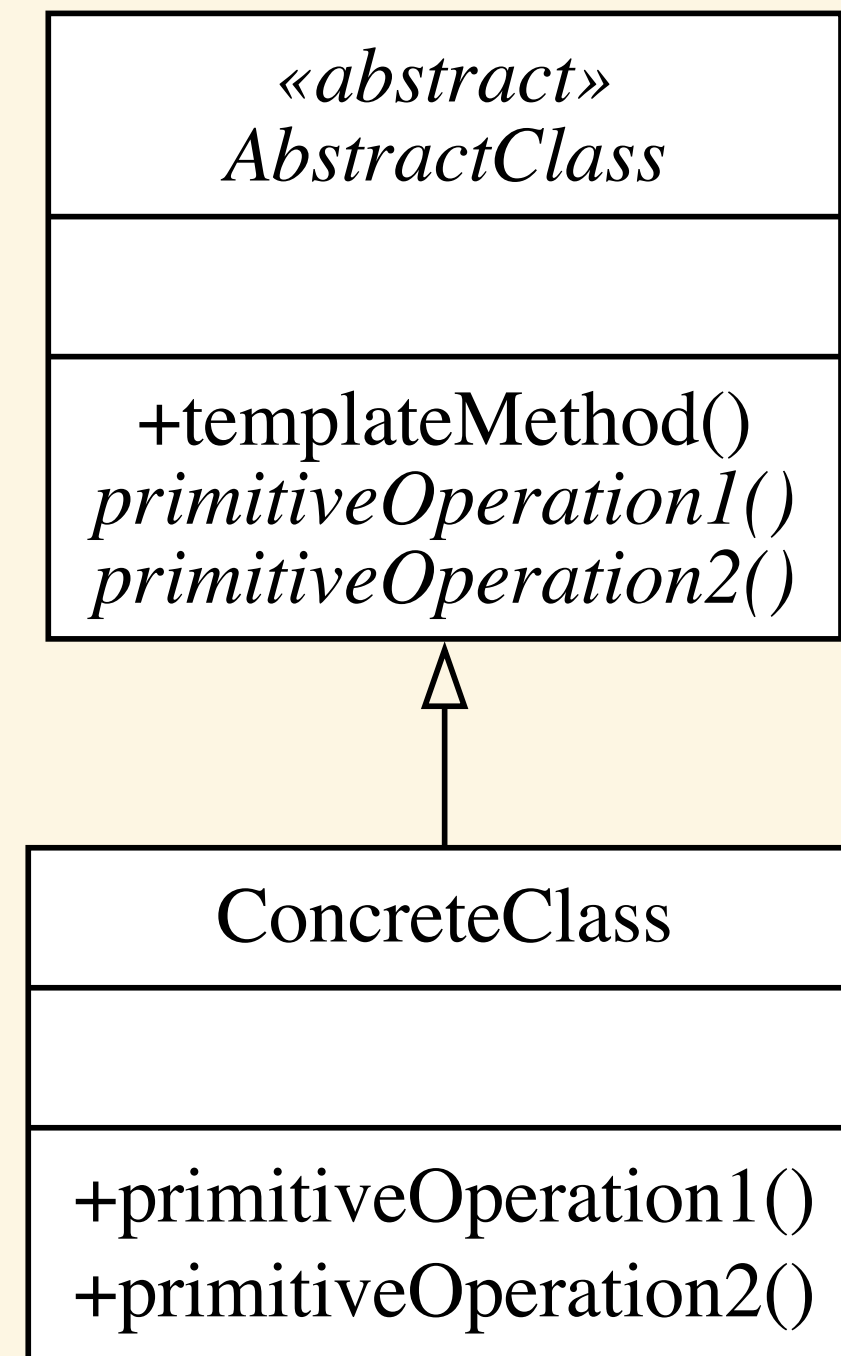 «abstract»
AbstractClass
+templateMethod()
primitiveOperation1()
primitiveOperation2()
ConcreteClass
+primitiveOperation1()
+primitiveOperation2()